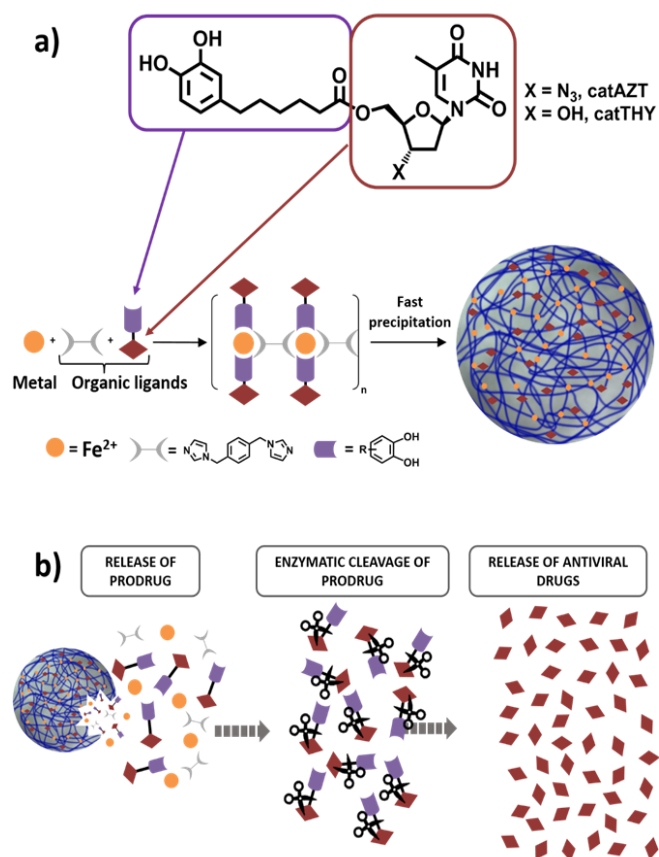 a)
HO
HO
O
O
O
N
O
NH
O
X
X = N₃, catAZT
X = OH, catTHY
Fast
precipitation
+
+
n
Metal
Organic ligands
= Fe²⁺
=
N
N
N
N
=
R
OH
OH
b)
RELEASE OF
PRODRUG
ENZYMATIC CLEAVAGE OF
PRODRUG
RELEASE OF ANTIVIRAL
DRUGS